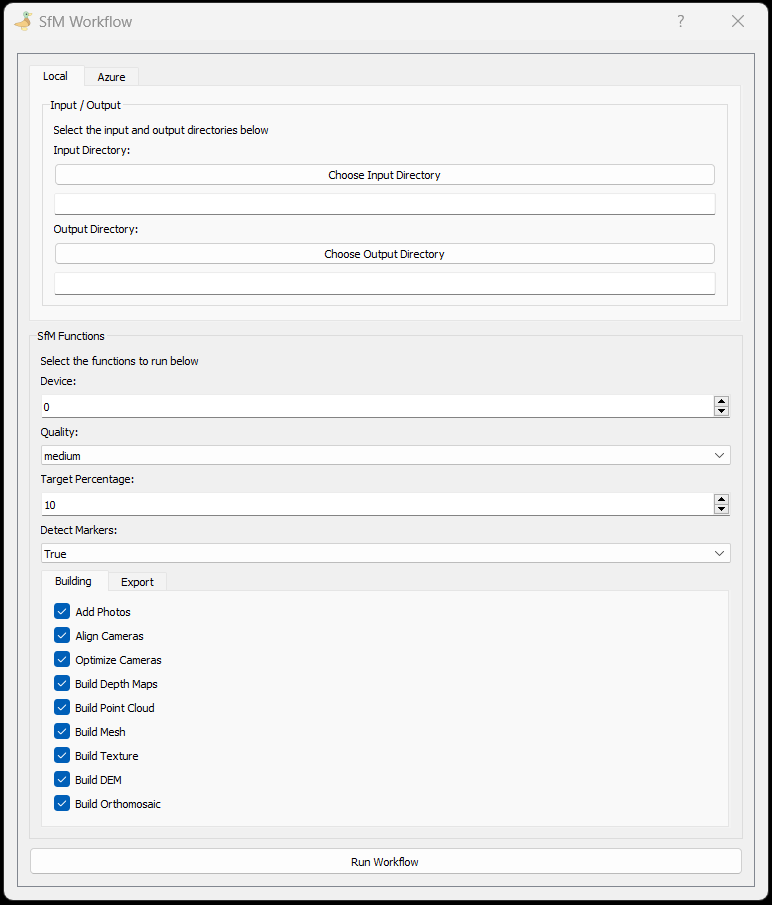 SfM Workflow
?
Local Azure
Input / Output
Select the input and output directories below
Input Directory:
Choose Input Directory
Output Directory:
Choose Output Directory
SfM Functions
Select the functions to run below
Device:
0
Quality:
medium
Target Percentage:
10
Detect Markers:
True
Building Export
Add Photos
Align Cameras
Optimize Cameras
Build Depth Maps
Build Point Cloud
Build Mesh
Build Texture
Build DEM
Build Orthomosaic
Run Workflow